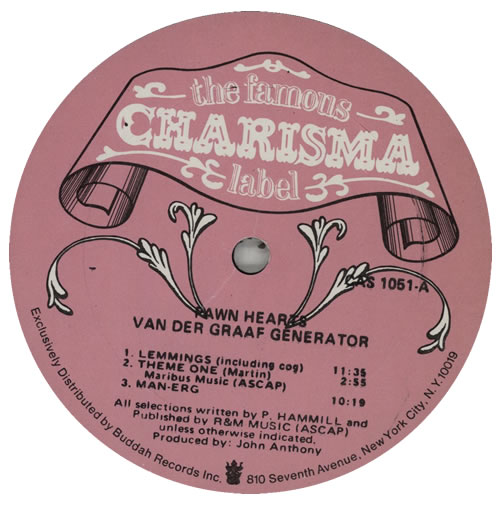 the famous
CHARISMA
label
CAS 1051-A
PAWN HEARTS
VAN DER GRAAF GENERATOR
1. LEMMINGS (including cog) 11:35
2. THEME ONE (Martin) 2:55
Maribus Music (ASCAP)
3. MAN-ERG 10:19
All selections written by P. HAMMILL and
Published by R&M MUSIC (ASCAP)
unless otherwise indicated.
Produced by: John Anthony
Exclusively Distributed by Buddah Records Inc. 810 Seventh Avenue, New York City, N.Y. 10019